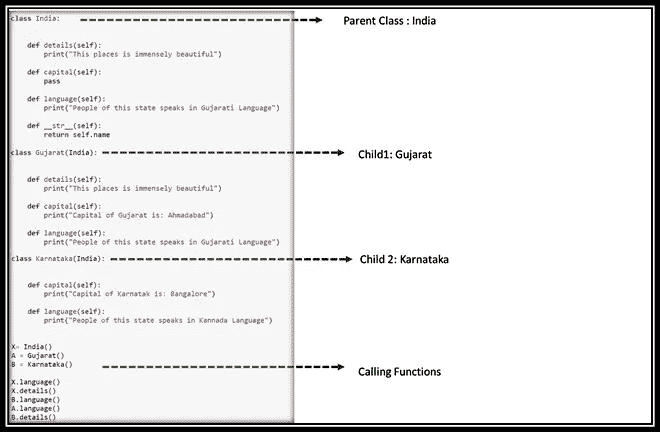 class India:
Parent Class : India
def details(self):
print("This places is immensely beautiful")
def capital(self):
pass
def language(self):
print("People of this state speaks in Gujarati Language")
def __str__(self):
return self.name
class Gujarat(India):
Child1: Gujarat
def details(self):
print("This places is immensely beautiful")
def capital(self):
print("Capital of Gujarat is: Ahmadabad")
def language(self):
print("People of this state speaks in Gujarati Language")
class Karnataka(India):
Child 2: Karnataka
def capital(self):
print("Capital of Karnatak is: Bangalore")
def language(self):
print("People of this state speaks in Kannada Language")
X= India()
A = Gujarat()
B = Karnataka()
Calling Functions
X.language()
X.details()
B.language()
A.language()
B.details()